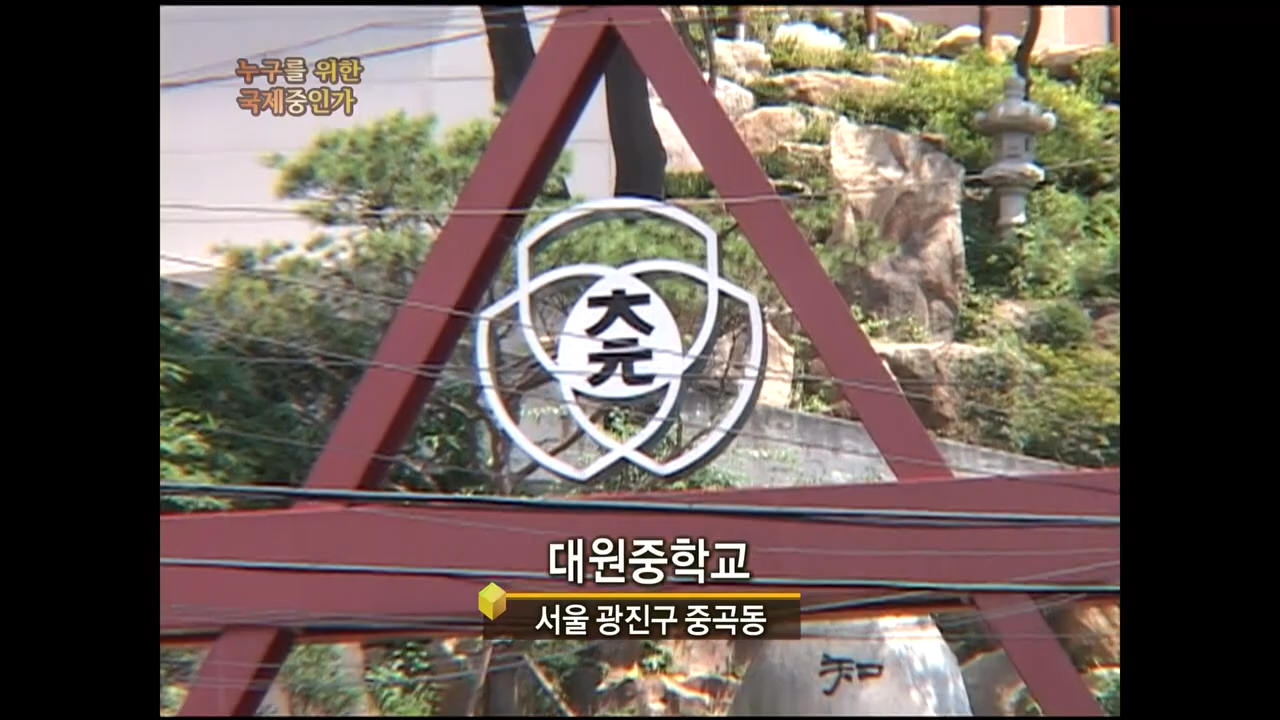 누구를 위한
국제중인가
大
元
대원중학교
서울 광진구 중곡동
知